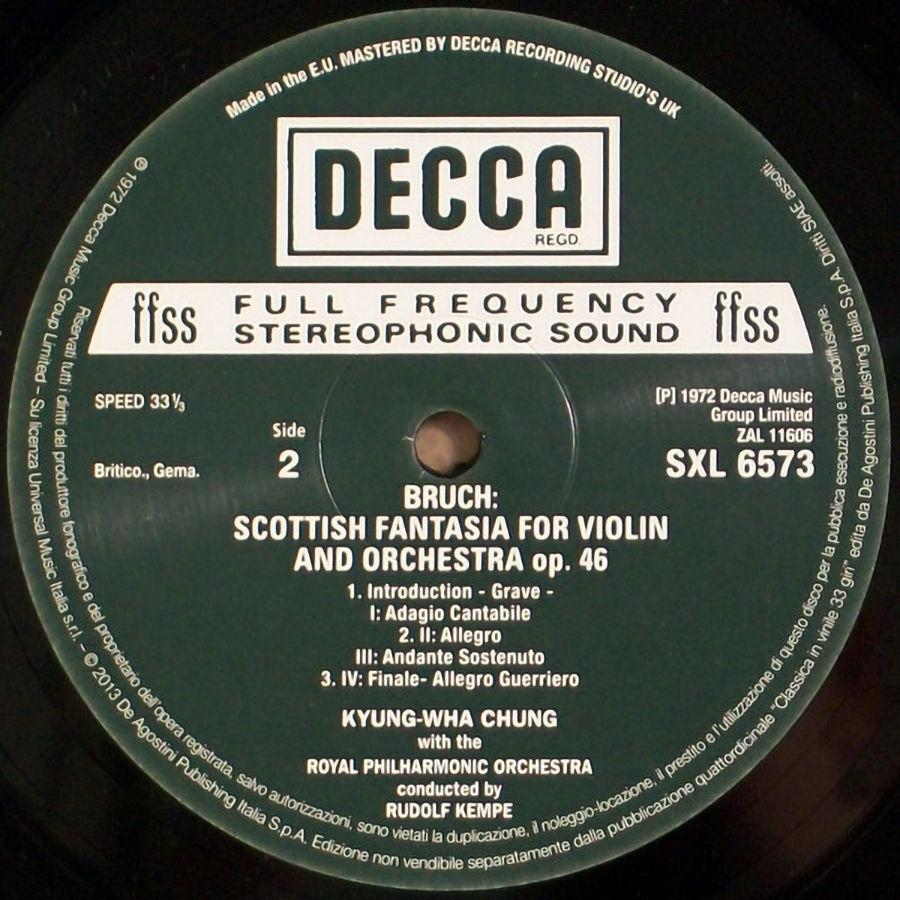 Made in the E.U. MASTERED BY DECCA RECORDING STUDIO'S UK
DECCA
REGD.
ffss FULL FREQUENCY ffss
STEREOPHONIC SOUND
SPEED 33⅓
Side
2
Britico., Gema.
[P] 1972 Decca Music
Group Limited
ZAL 11606
SXL 6573
BRUCH:
SCOTTISH FANTASIA FOR VIOLIN
AND ORCHESTRA op. 46
1. Introduction - Grave -
I: Adagio Cantabile
2. II: Allegro
III: Andante Sostenuto
3. IV: Finale- Allegro Guerriero
KYUNG-WHA CHUNG
with the
ROYAL PHILHARMONIC ORCHESTRA
conducted by
RUDOLF KEMPE
℗ 1972 Decca Music Group Limited – Su licenza Universal Music Italia s.r.l. – © 2013 De Agostini Publishing Italia S.p.A. Edizione non vendibile separatamente dalla pubblicazione quattordicinale "Classica in vinile 33 giri" edita da De Agostini Publishing Italia S.p.A. Diritti SIAE assolti.
Riservati tutti i diritti del produttore fonografico e del proprietario dell'opera registrata, salvo autorizzazioni, sono vietati la duplicazione, il noleggio-locazione, il prestito e l'utilizzazione di questo disco per la pubblica esecuzione e radiodiffusione.